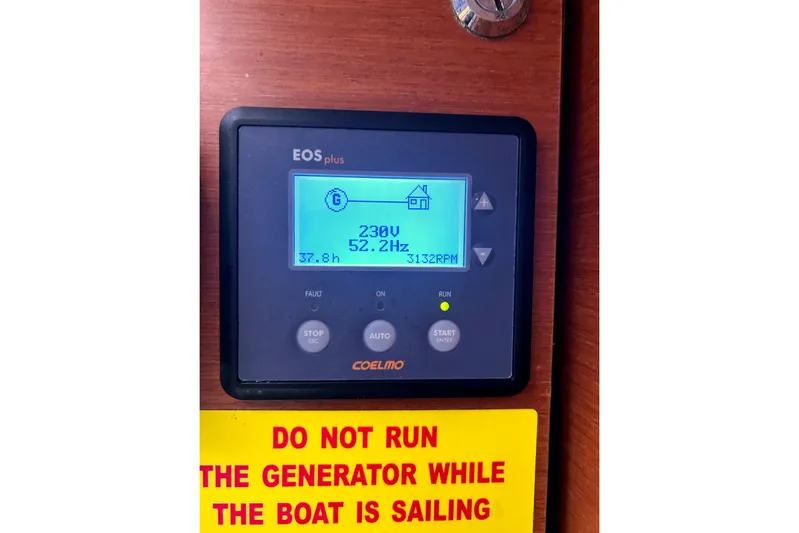 EOS plus
G
230V
52.2Hz
37.8h 3132RPM
+
-
FAULT ON RUN
STOP AUTO START
ESC ENTER
COELMO
DO NOT RUN
THE GENERATOR WHILE
THE BOAT IS SAILING